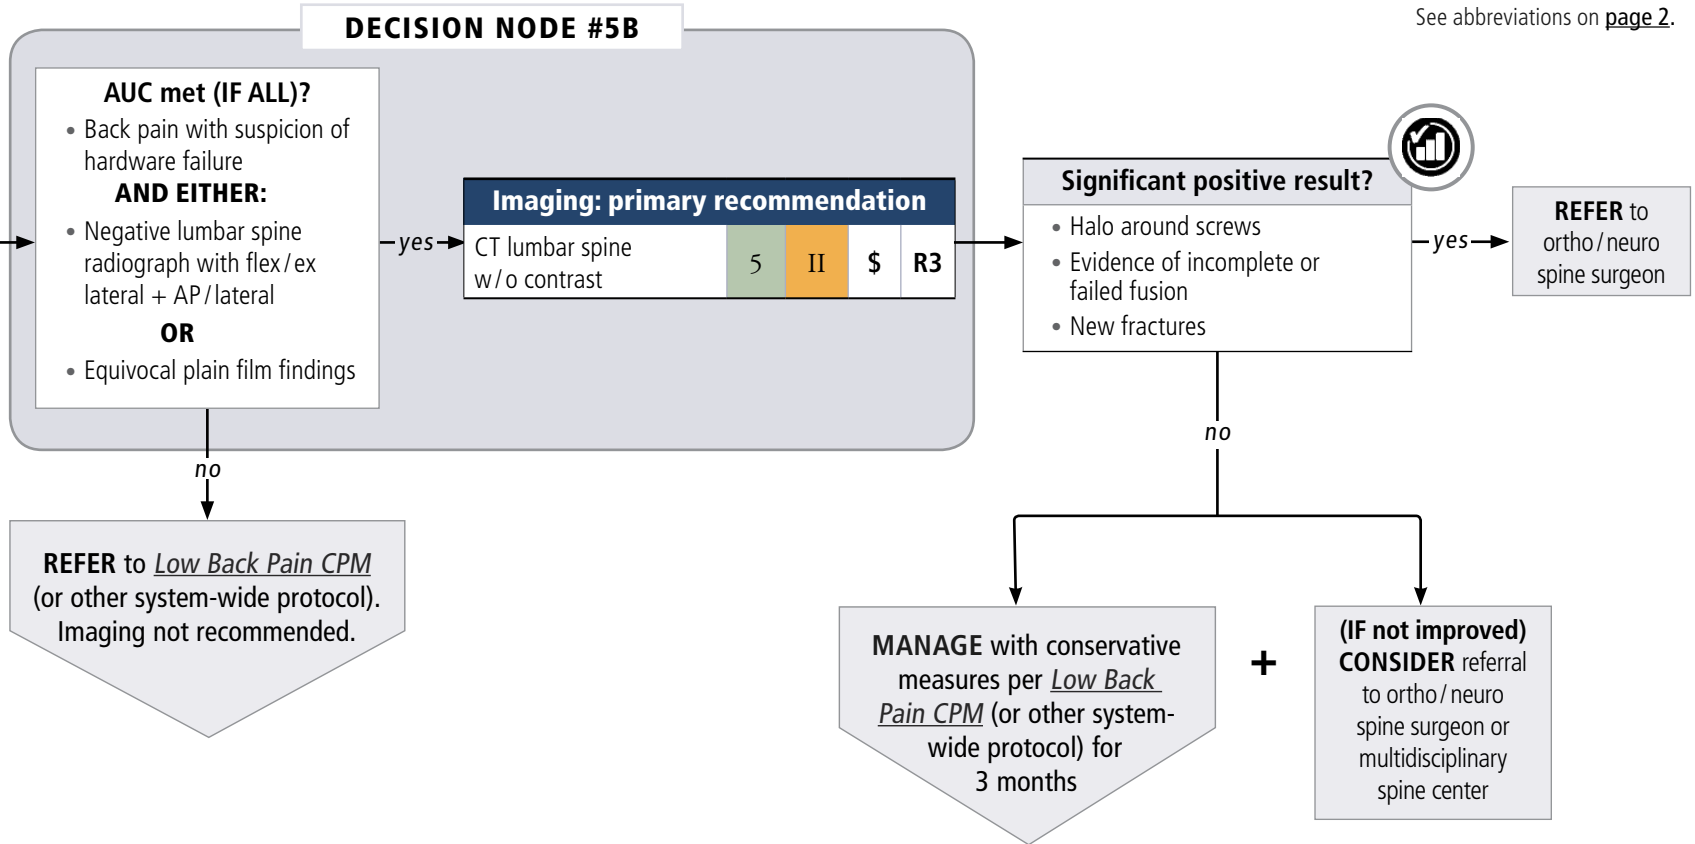 DECISION NODE #5B
See abbreviations on page 2.
AUC met (IF ALL)?
• Back pain with suspicion of
hardware failure
AND EITHER:
• Negative lumbar spine
radiograph with flex/ex
lateral + AP/lateral
OR
• Equivocal plain film findings
yes
Imaging: primary recommendation
CT lumbar spine
w/o contrast
5 II $ R3
Significant positive result?
• Halo around screws
• Evidence of incomplete or
failed fusion
• New fractures
yes
REFER to
ortho/neuro
spine surgeon
no
REFER to Low Back Pain CPM
(or other system-wide protocol).
Imaging not recommended.
no
MANAGE with conservative
measures per Low Back
Pain CPM (or other system-
wide protocol) for
3 months
+
(IF not improved)
CONSIDER referral
to ortho/neuro
spine surgeon or
multidisciplinary
spine center